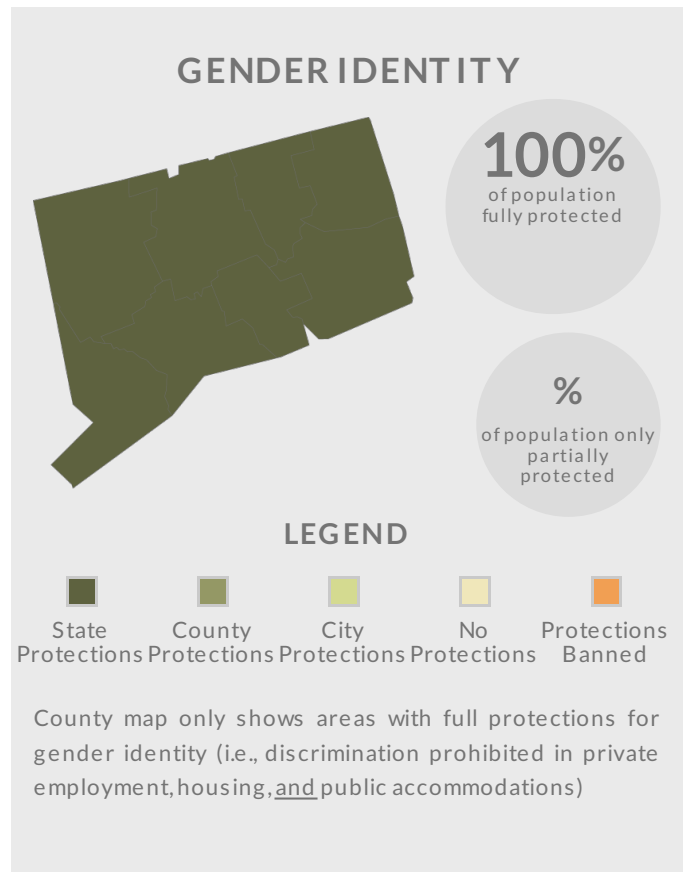 GENDER IDENTITY
100%
of population
fully protected
%
of population only
partially
protected
LEGEND
State
Protections
County
Protections
City
Protections
No
Protections
Protections
Banned
County map only shows areas with full protections for
gender identity (i.e., discrimination prohibited in private
employment, housing, and public accommodations)